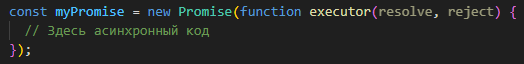 const myPromise = new Promise(function executor(resolve, reject) {
  // Здесь асинхронный код
});